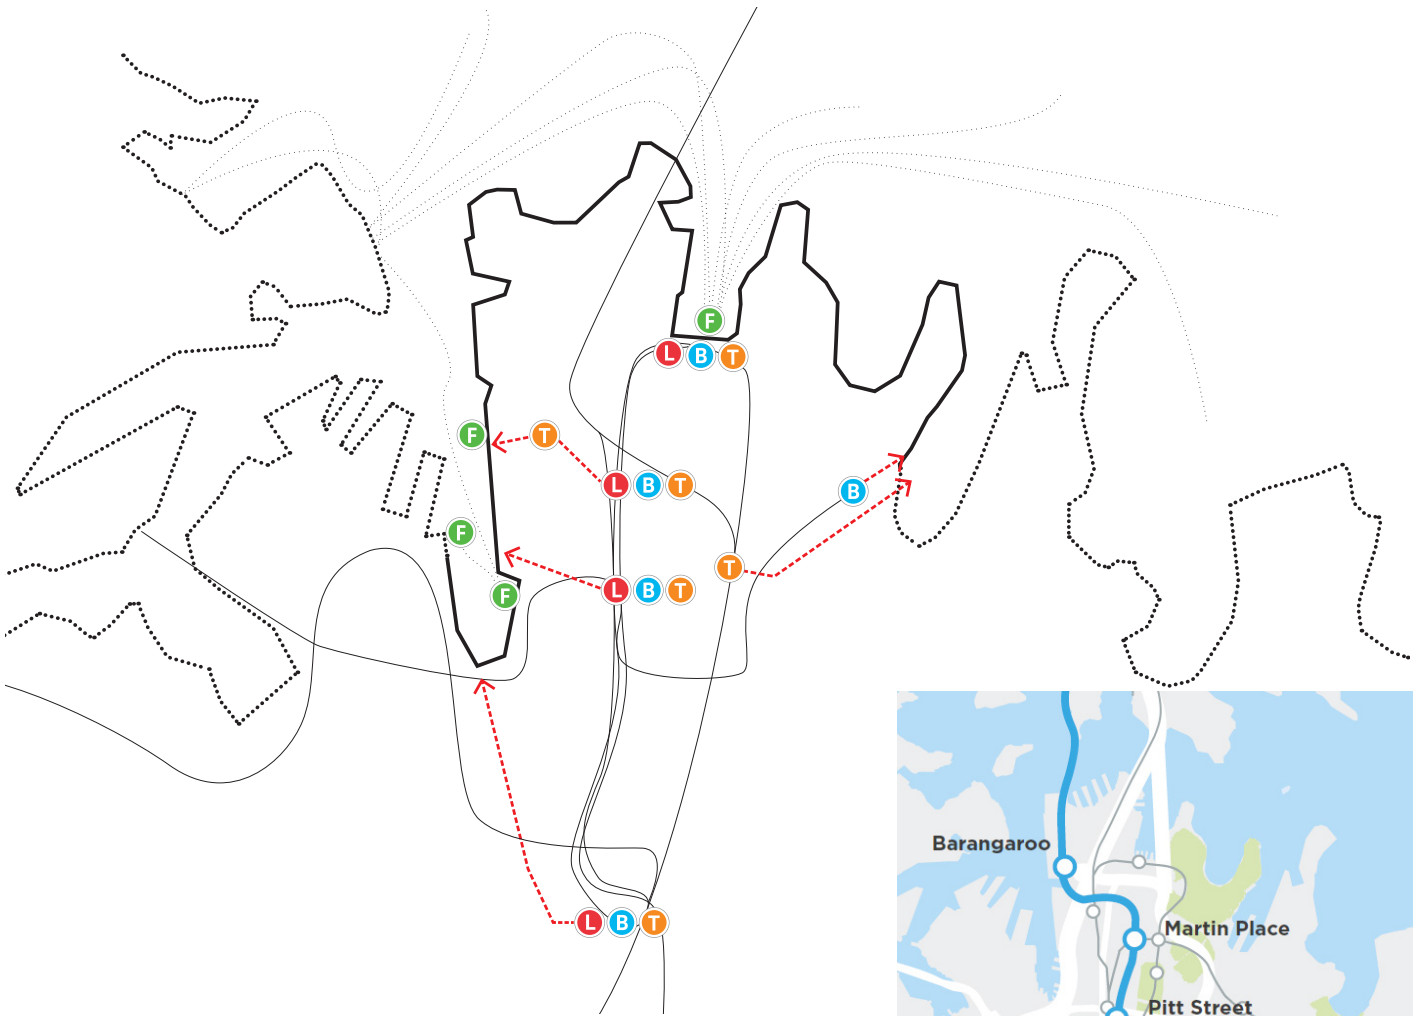 F
L B T
F T
L B T
B
F
T
F
L B T
L B T
Barangaroo
Martin Place
Pitt Street